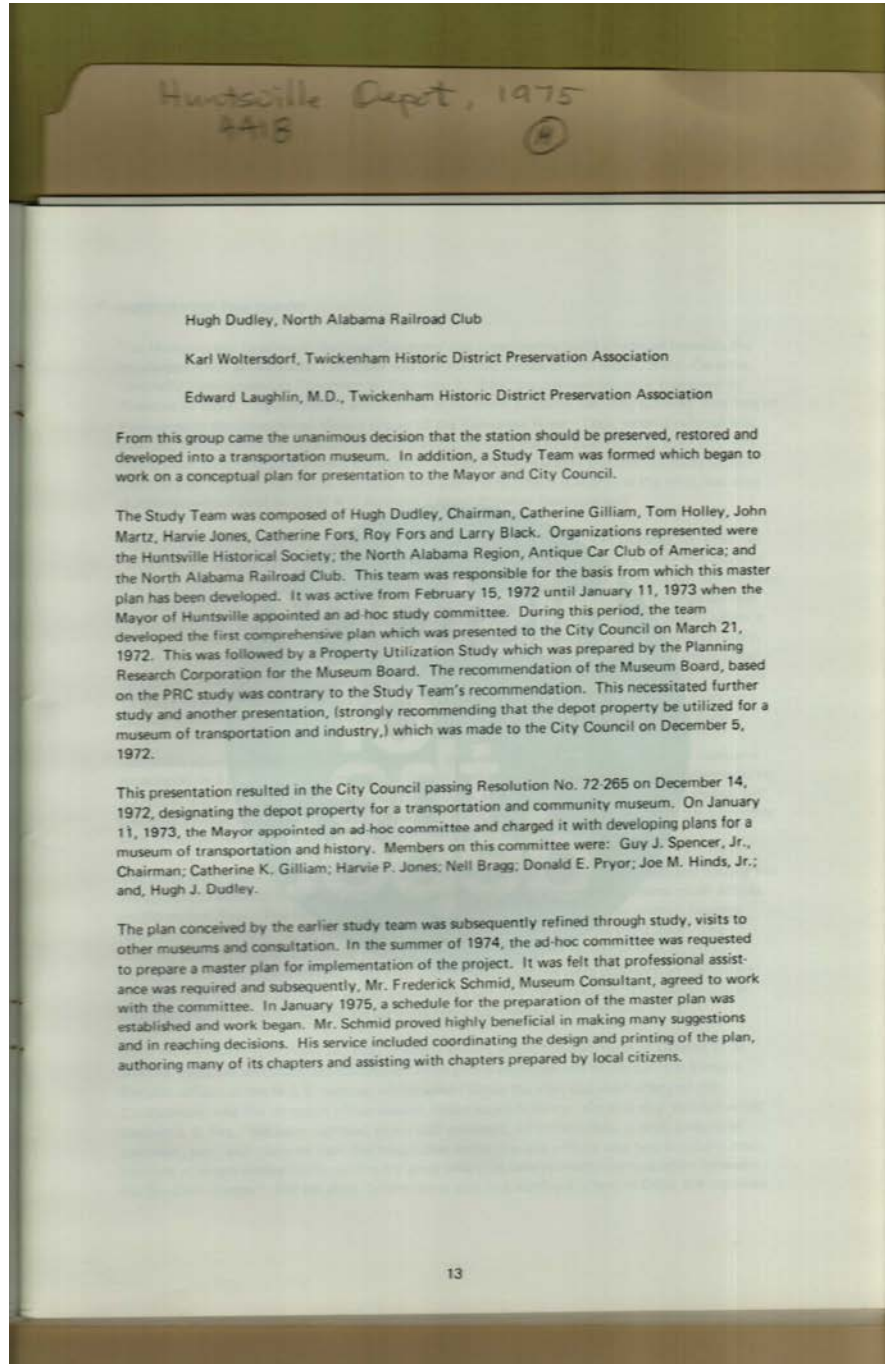 Huntsville Depot, 1975
4418 H
Hugh Dudley, North Alabama Railroad Club
Karl Woltersdorf, Twickenham Historic District Preservation Association
Edward Laughlin, M.D., Twickenham Historic District Preservation Association
From this group came the unanimous decision that the station should be preserved, restored and
developed into a transportation museum. In addition, a Study Team was formed which began to
work on a conceptual plan for presentation to the Mayor and City Council.
The Study Team was composed of Hugh Dudley, Chairman, Catherine Gilliam, Tom Holley, John
Martz, Harvie Jones, Catherine Fors, Roy Fors and Larry Black. Organizations represented were
the Huntsville Historical Society; the North Alabama Region, Antique Car Club of America; and
the North Alabama Railroad Club. This team was responsible for the basis from which this master
plan has been developed. It was active from February 15, 1972 until January 11, 1973 when the
Mayor of Huntsville appointed an ad-hoc study committee. During this period, the team
developed the first comprehensive plan which was presented to the City Council on March 21,
1972. This was followed by a Property Utilization Study which was prepared by the Planning
Research Corporation for the Museum Board. The recommendation of the Museum Board, based
on the PRC study was contrary to the Study Team's recommendation. This necessitated further
study and another presentation, (strongly recommending that the depot property be utilized for a
museum of transportation and industry,) which was made to the City Council on December 5,
1972.
This presentation resulted in the City Council passing Resolution No. 72-265 on December 14,
1972, designating the depot property for a transportation and community museum. On January
11, 1973, the Mayor appointed an ad-hoc committee and charged it with developing plans for a
museum of transportation and history. Members on this committee were: Guy J. Spencer, Jr.,
Chairman; Catherine K. Gilliam; Harvie P. Jones; Nell Bragg; Donald E. Pryor; Joe M. Hinds, Jr.;
and, Hugh J. Dudley.
The plan conceived by the earlier study team was subsequently refined through study, visits to
other museums and consultation. In the summer of 1974, the ad-hoc committee was requested
to prepare a master plan for implementation of the project. It was felt that professional assist-
ance was required and subsequently, Mr. Frederick Schmid, Museum Consultant, agreed to work
with the committee. In January 1975, a schedule for the preparation of the master plan was
established and work began. Mr. Schmid proved highly beneficial in making many suggestions
and in reaching decisions. His service included coordinating the design and printing of the plan,
authoring many of its chapters and assisting with chapters prepared by local citizens.
13